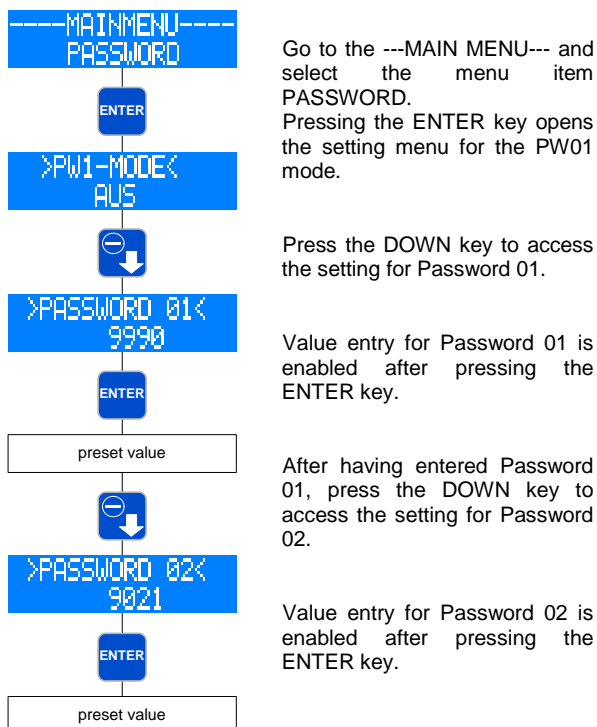 ----MAINMENU----
PASSWORD
ENTER
>PW1-MODE<
AUS
>PASSWORD 01<
9990
ENTER
preset value
>PASSWORD 02<
9021
ENTER
preset value
Go to the ---MAIN MENU--- and
select the menu item
PASSWORD.
Pressing the ENTER key opens
the setting menu for the PW01
mode.
Press the DOWN key to access
the setting for Password 01.
Value entry for Password 01 is
enabled after pressing the
ENTER key.
After having entered Password
01, press the DOWN key to
access the setting for Password
02.
Value entry for Password 02 is
enabled after pressing the
ENTER key.